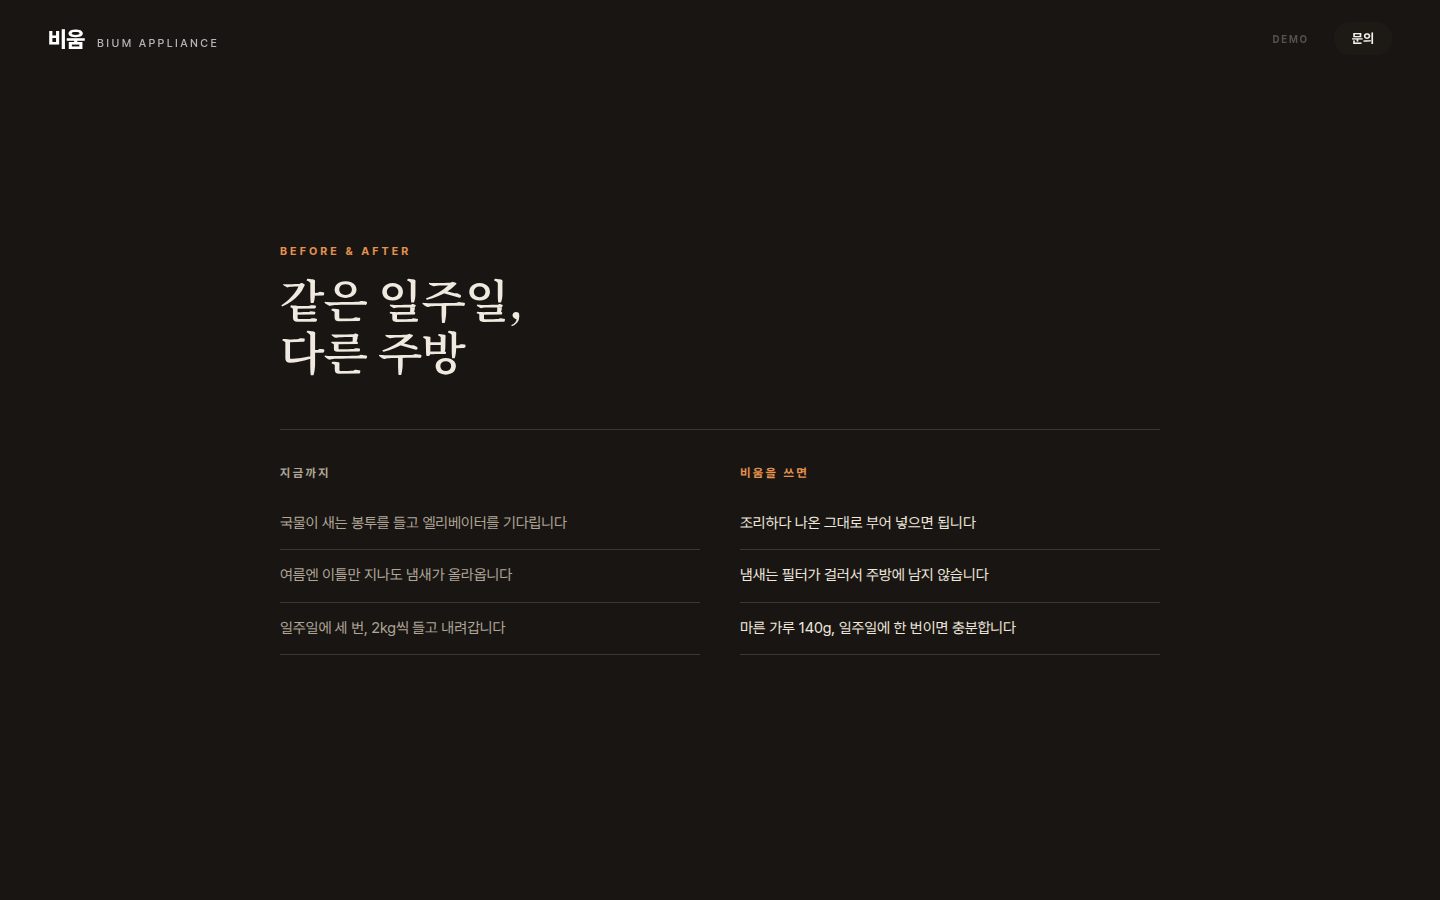 비움 BIUM APPLIANCE
DEMO
문의
BEFORE & AFTER
같은 일주일,
다른 주방
지금까지
국물이 새는 봉투를 들고 엘리베이터를 기다립니다
여름엔 이틀만 지나도 냄새가 올라옵니다
일주일에 세 번, 2kg씩 들고 내려갑니다
비움을 쓰면
조리하다 나온 그대로 부어 넣으면 됩니다
냄새는 필터가 걸러서 주방에 남지 않습니다
마른 가루 140g, 일주일에 한 번이면 충분합니다